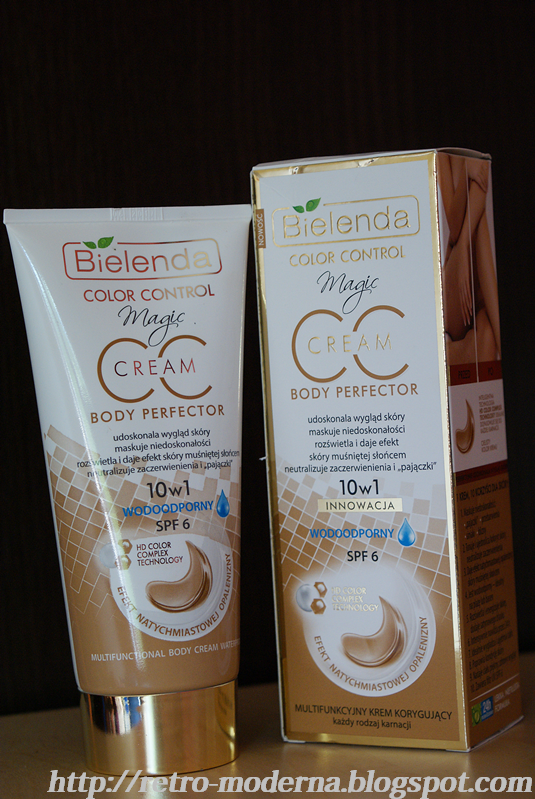 Bielenda
COLOR CONTROL
Magic
CC
CREAM
BODY PERFECTOR
udoskonala wygląd skóry
maskuje niedoskonałości
rozświetla i daje efekt
skóry muśniętej słońcem
neutralizuje zaczerwienienia i „pajączki”
10w1
WODOODPORNY
SPF 6
HD COLOR
COMPLEX
TECHNOLOGY
EFEKT NATYCHMIASTOWEJ OPALENIZNY
MULTIFUNCTIONAL BODY CREAM
NOWOŚĆ
Bielenda
COLOR CONTROL
Magic
CC
CREAM
BODY PERFECTOR
udoskonala wygląd skóry
maskuje niedoskonałości
rozświetla i daje efekt
skóry muśniętej słońcem
neutralizuje zaczerwienienia i „pajączki”
10w1
INNOWACJA
WODOODPORNY
SPF 6
HD COLOR
COMPLEX
TECHNOLOGY
EFEKT NATYCHMIASTOWEJ OPALENIZNY
MULTIFUNKCYJNY KREM KORYGUJĄCY
każdy rodzaj karnacji
http://retro-moderna.blogspot.com